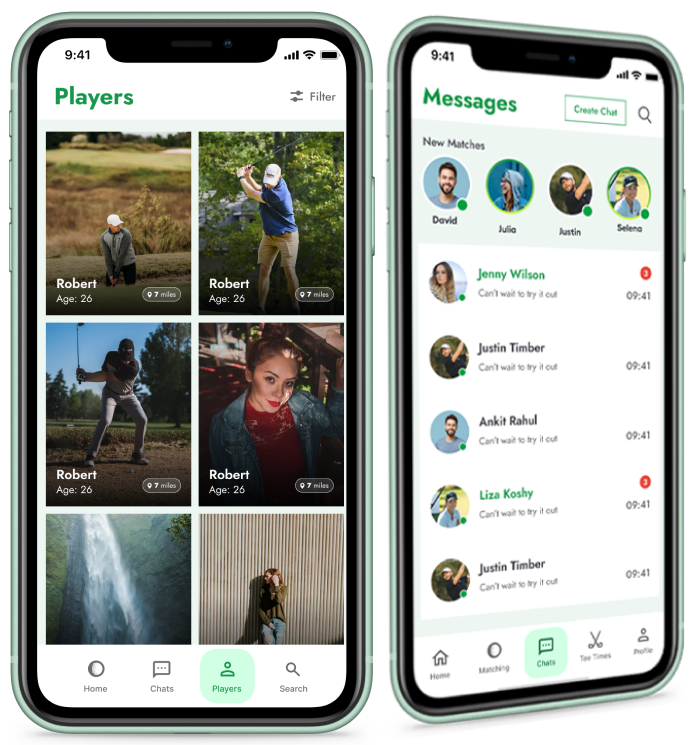 9:41
Players
Filter
Robert
Age: 26
7 miles
Robert
Age: 26
7 miles
Robert
Age: 26
Robert
Age: 26
7 miles
Home
Chats
Players
Search
9:41
Messages
Create Chat
New Matches
David
Julia
Justin
Selena
Jenny Wilson
3
Can't wait to try it out
09:41
Justin Timber
Can't wait to try it out
09:41
Ankit Rahul
Can't wait to try it out
09:41
Liza Koshy
3
Can't wait to try it out
09:41
Justin Timber
Can't wait to try it out
09:41
Home
Matching
Chats
Tee Times
Profile